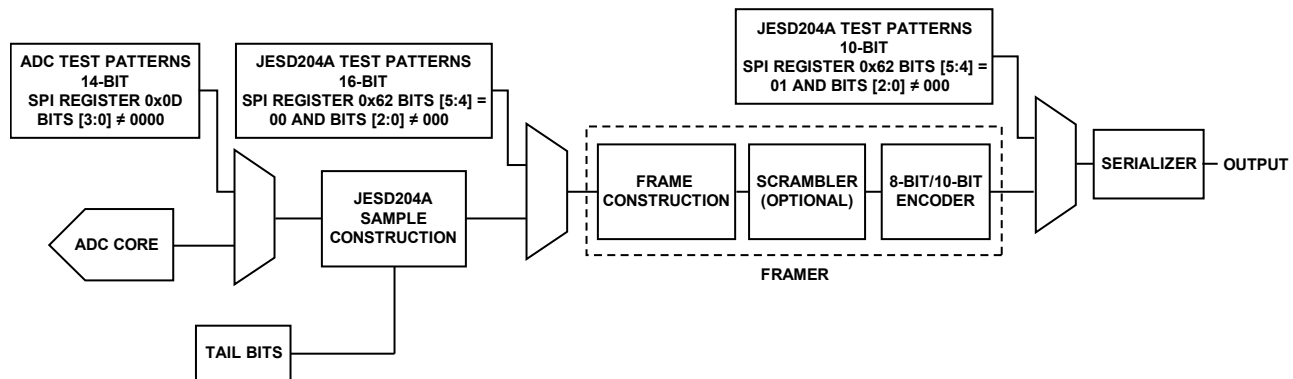 ADC TEST PATTERNS
14-BIT
SPI REGISTER 0x0D
BITS [3:0] ≠ 0000
JESD204A TEST PATTERNS
16-BIT
SPI REGISTER 0x62 BITS [5:4] =
00 AND BITS [2:0] ≠ 000
JESD204A TEST PATTERNS
10-BIT
SPI REGISTER 0x62 BITS [5:4] =
01 AND BITS [2:0] ≠ 000
ADC CORE
JESD204A
SAMPLE
CONSTRUCTION
FRAME
CONSTRUCTION
SCRAMBLER
(OPTIONAL)
8-BIT/10-BIT
ENCODER
SERIALIZER
OUTPUT
FRAMER
TAIL BITS